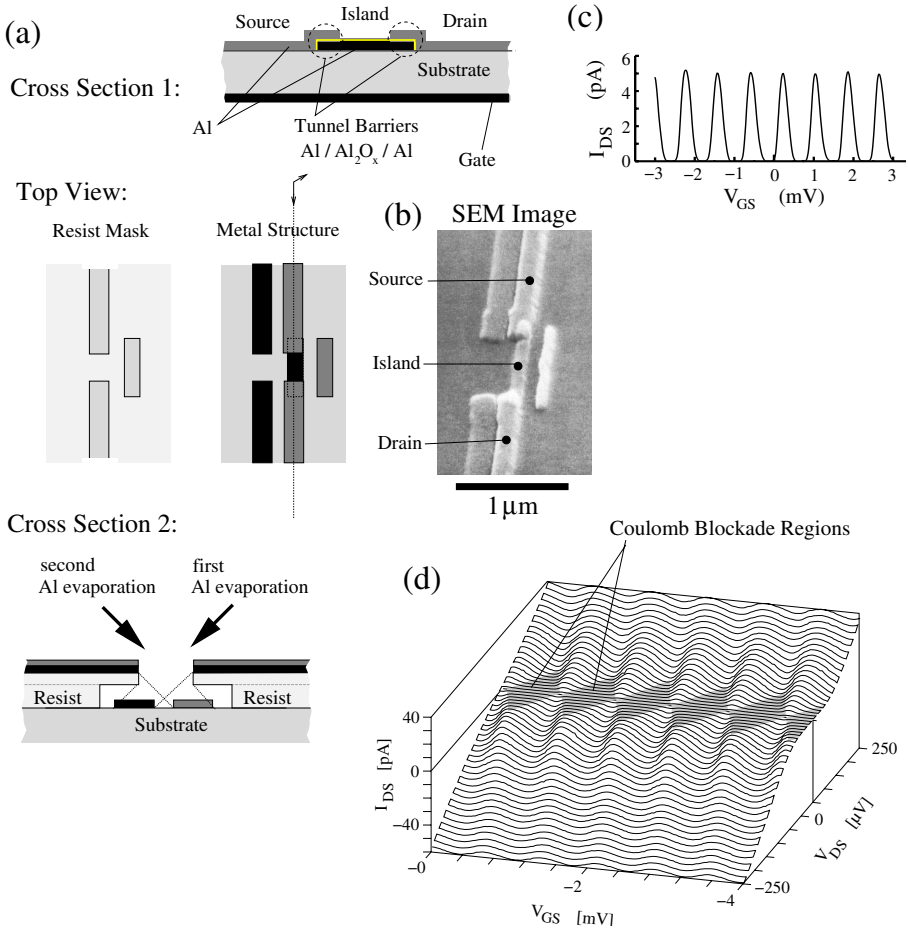 (a)
Source
Island
Drain
Cross Section 1:
Substrate
Al
Tunnel Barriers
Al / Al2Ox / Al
Gate
Top View:
Resist Mask
Metal Structure
(b)
SEM Image
Source
Island
Drain
1μm
(c)
IDS (pA)
6
4
2
0
−3
−2
−1
0
1
2
3
VGS (mV)
Cross Section 2:
second
Al evaporation
first
Al evaporation
Resist
Resist
Substrate
(d)
Coulomb Blockade Regions
IDS [pA]
40
0
−40
−0
−2
−4
VGS [mV]
−250
0
250
VDS [μV]